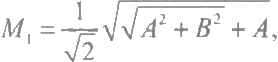 $M_1 = \frac{1}{\sqrt{2}} \sqrt{\sqrt{A^2 + B^2} + A},$